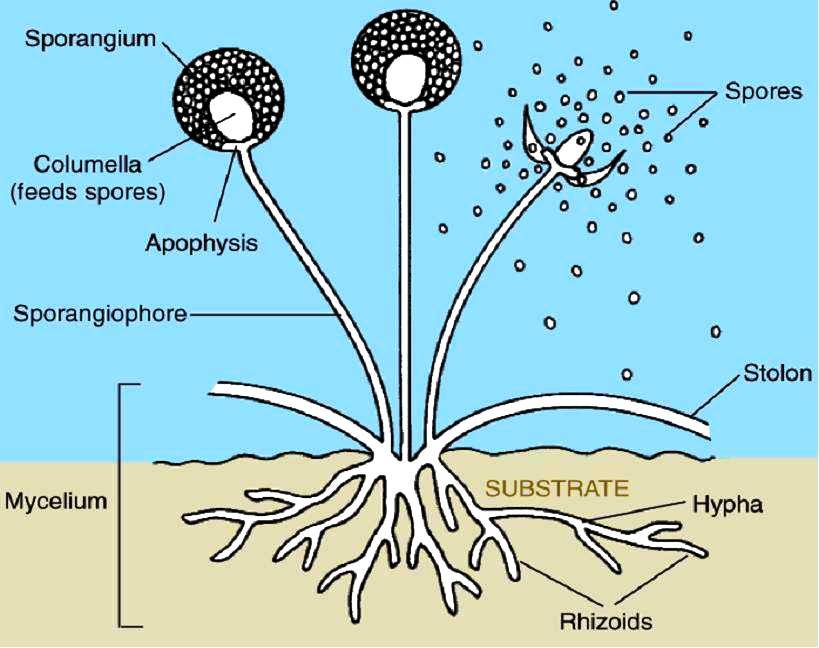 Sporangium
Spores
Columella
(feeds spores)
Apophysis
Sporangiophore
Stolon
Mycelium
SUBSTRATE
Hypha
Rhizoids